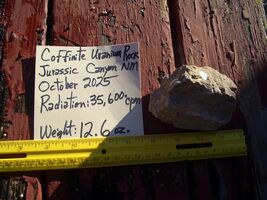 Coffinite Uranium Rock
Jurassic Canyon NM
October 2025
Radiation: 35,600 cpm
Weight: 12.6 oz.